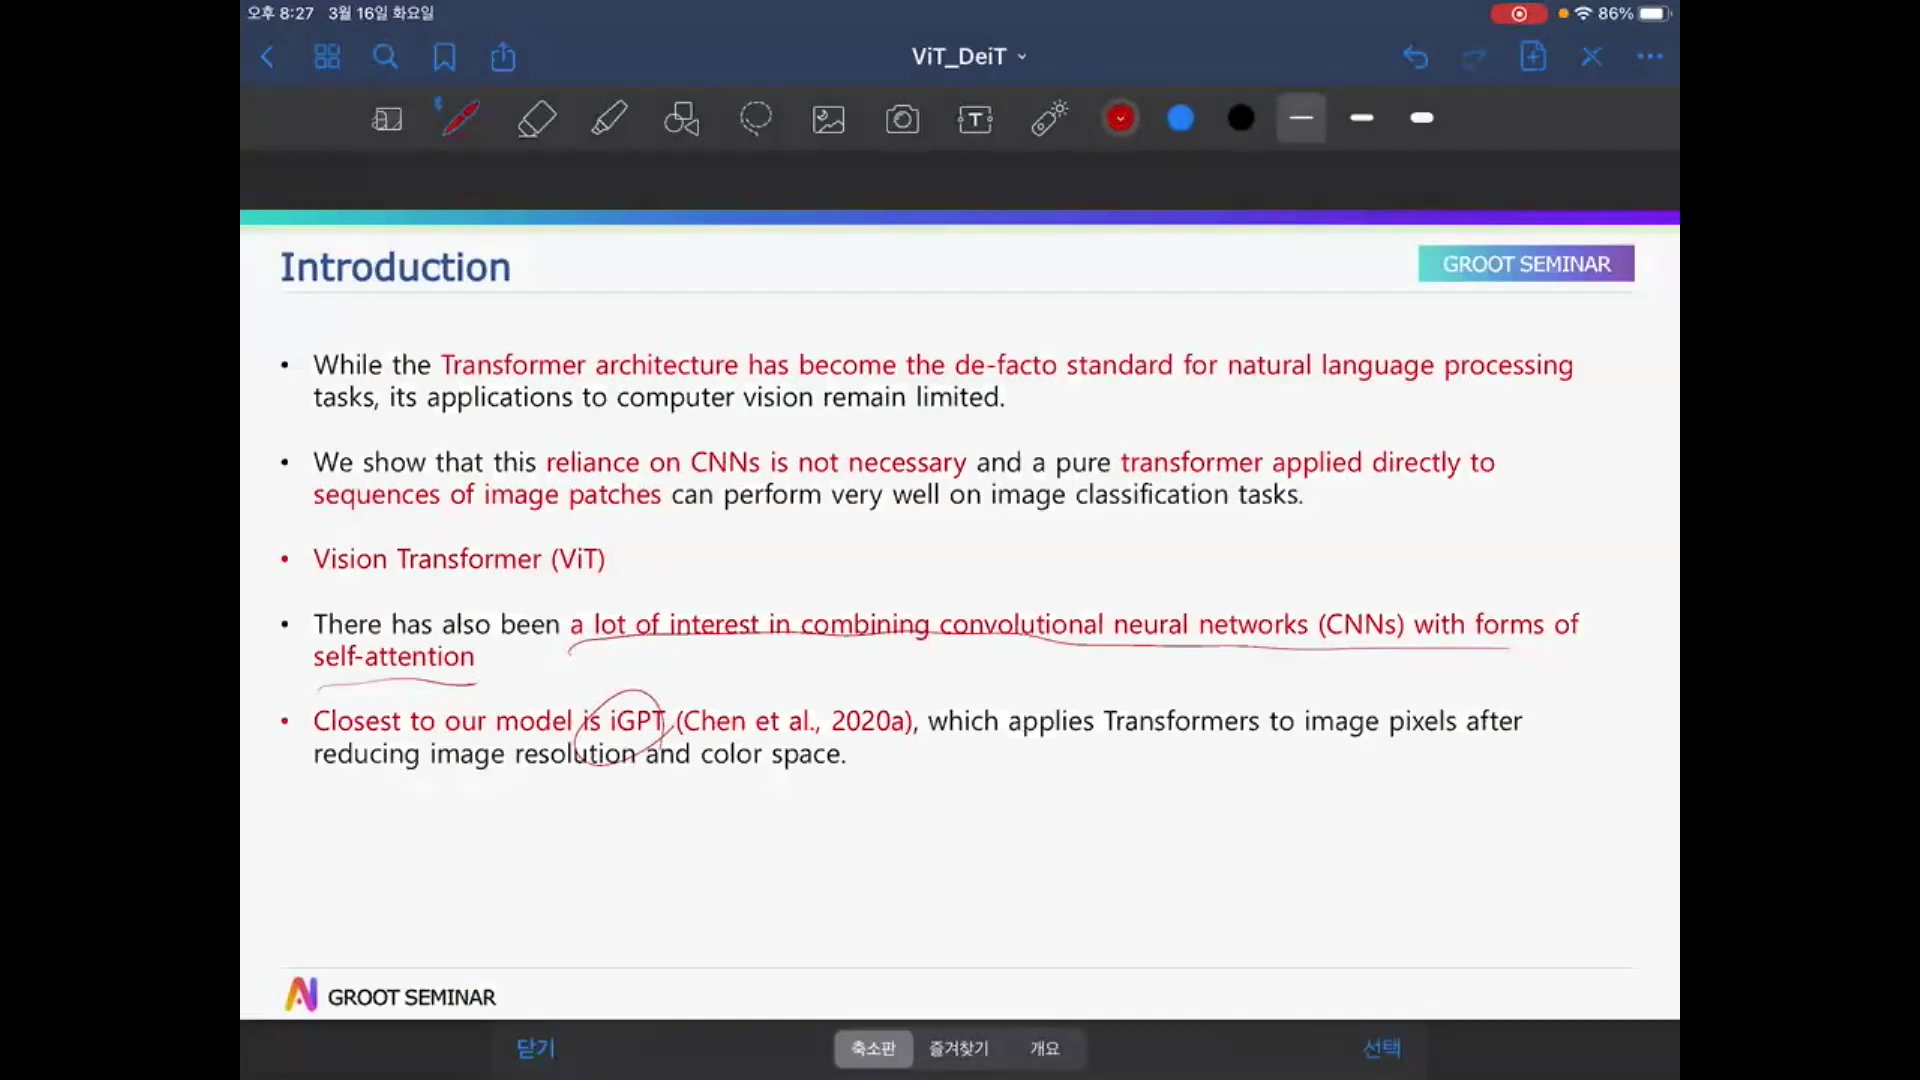 오후 8:27 3월 16일 화요일
86%
ViT_DeiT
Introduction
GROOT SEMINAR
• While the Transformer architecture has become the de-facto standard for natural language processing
tasks, its applications to computer vision remain limited.
• We show that this reliance on CNNs is not necessary and a pure transformer applied directly to
sequences of image patches can perform very well on image classification tasks.
• Vision Transformer (ViT)
• There has also been a lot of interest in combining convolutional neural networks (CNNs) with forms of
self-attention
• Closest to our model is iGPT (Chen et al., 2020a), which applies Transformers to image pixels after
reducing image resolution and color space.
GROOT SEMINAR
닫기
축소판 즐겨찾기 개요
선택